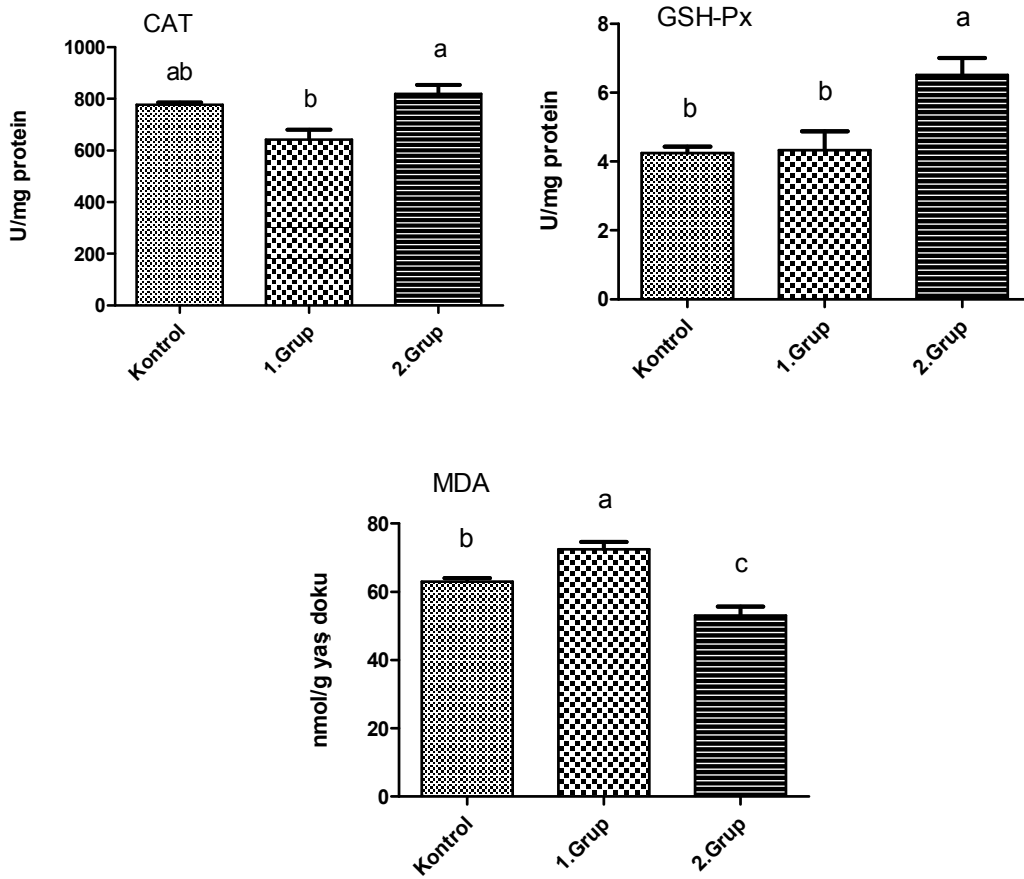 CAT
U/mg protein
1000
800
600
400
200
0
ab
b
a
Kontrol
1.Grup
2.Grup
GSH-Px
U/mg protein
8
6
4
2
0
b
b
a
Kontrol
1.Grup
2.Grup
MDA
nmol/g yaş doku
80
60
40
20
0
b
a
c
Kontrol
1.Grup
2.Grup